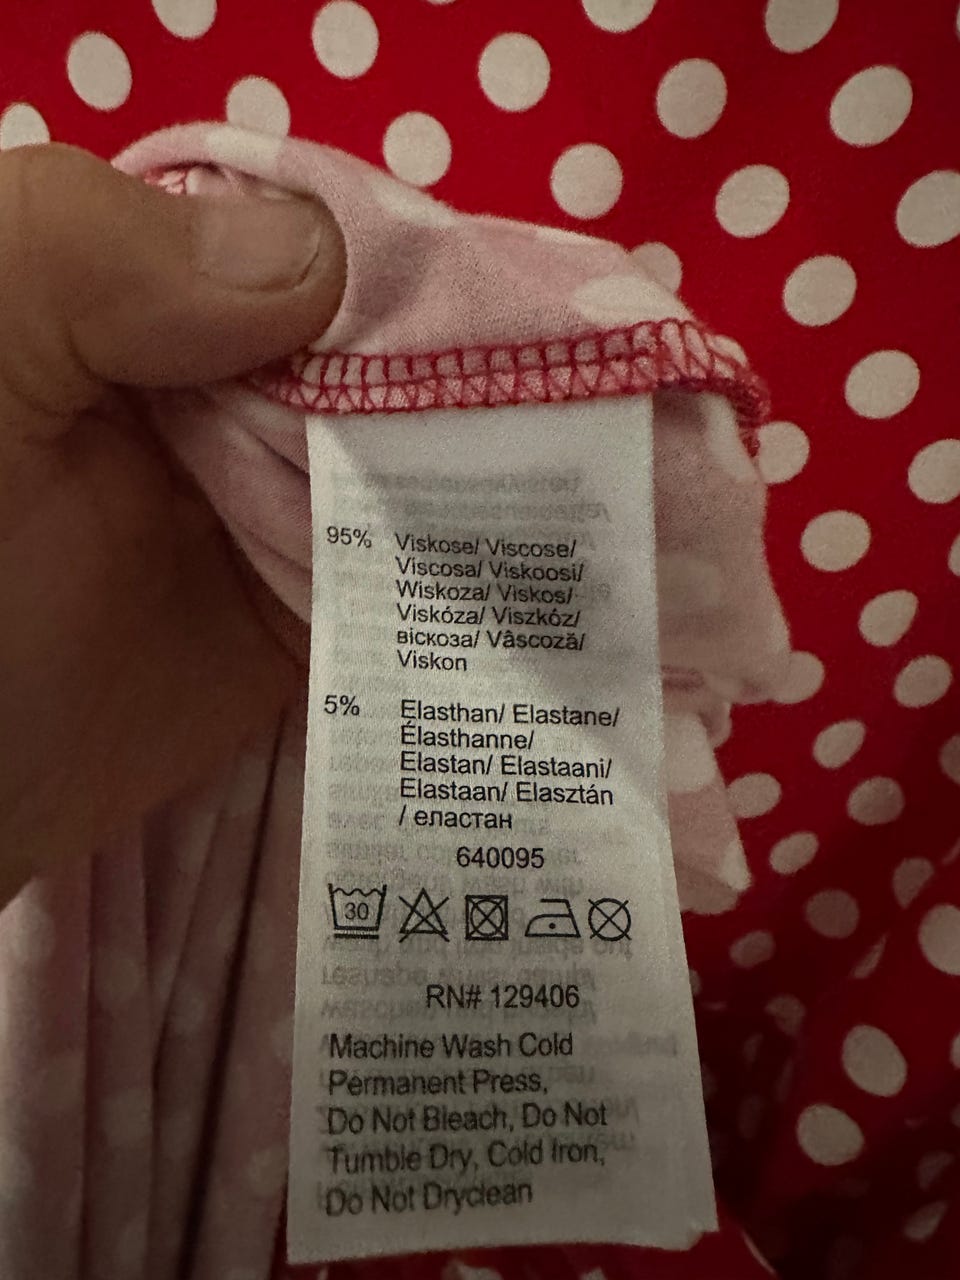 95% Viskose/ Viscose/
Viscosa/ Viskoosi/
Wiskoza/ Viskos/
Viskóza/ Viszkóz/
віскоза/ Vâscoză/
Viskon
5% Elasthan/ Elastane/
Élasthanne/
Elastan/ Elastaani/
Elastaan/ Elasztán
/ еластан
640095
30
RN# 129406
Machine Wash Cold
Permanent Press,
Do Not Bleach, Do Not
Tumble Dry, Cold Iron,
Do Not Dryclean